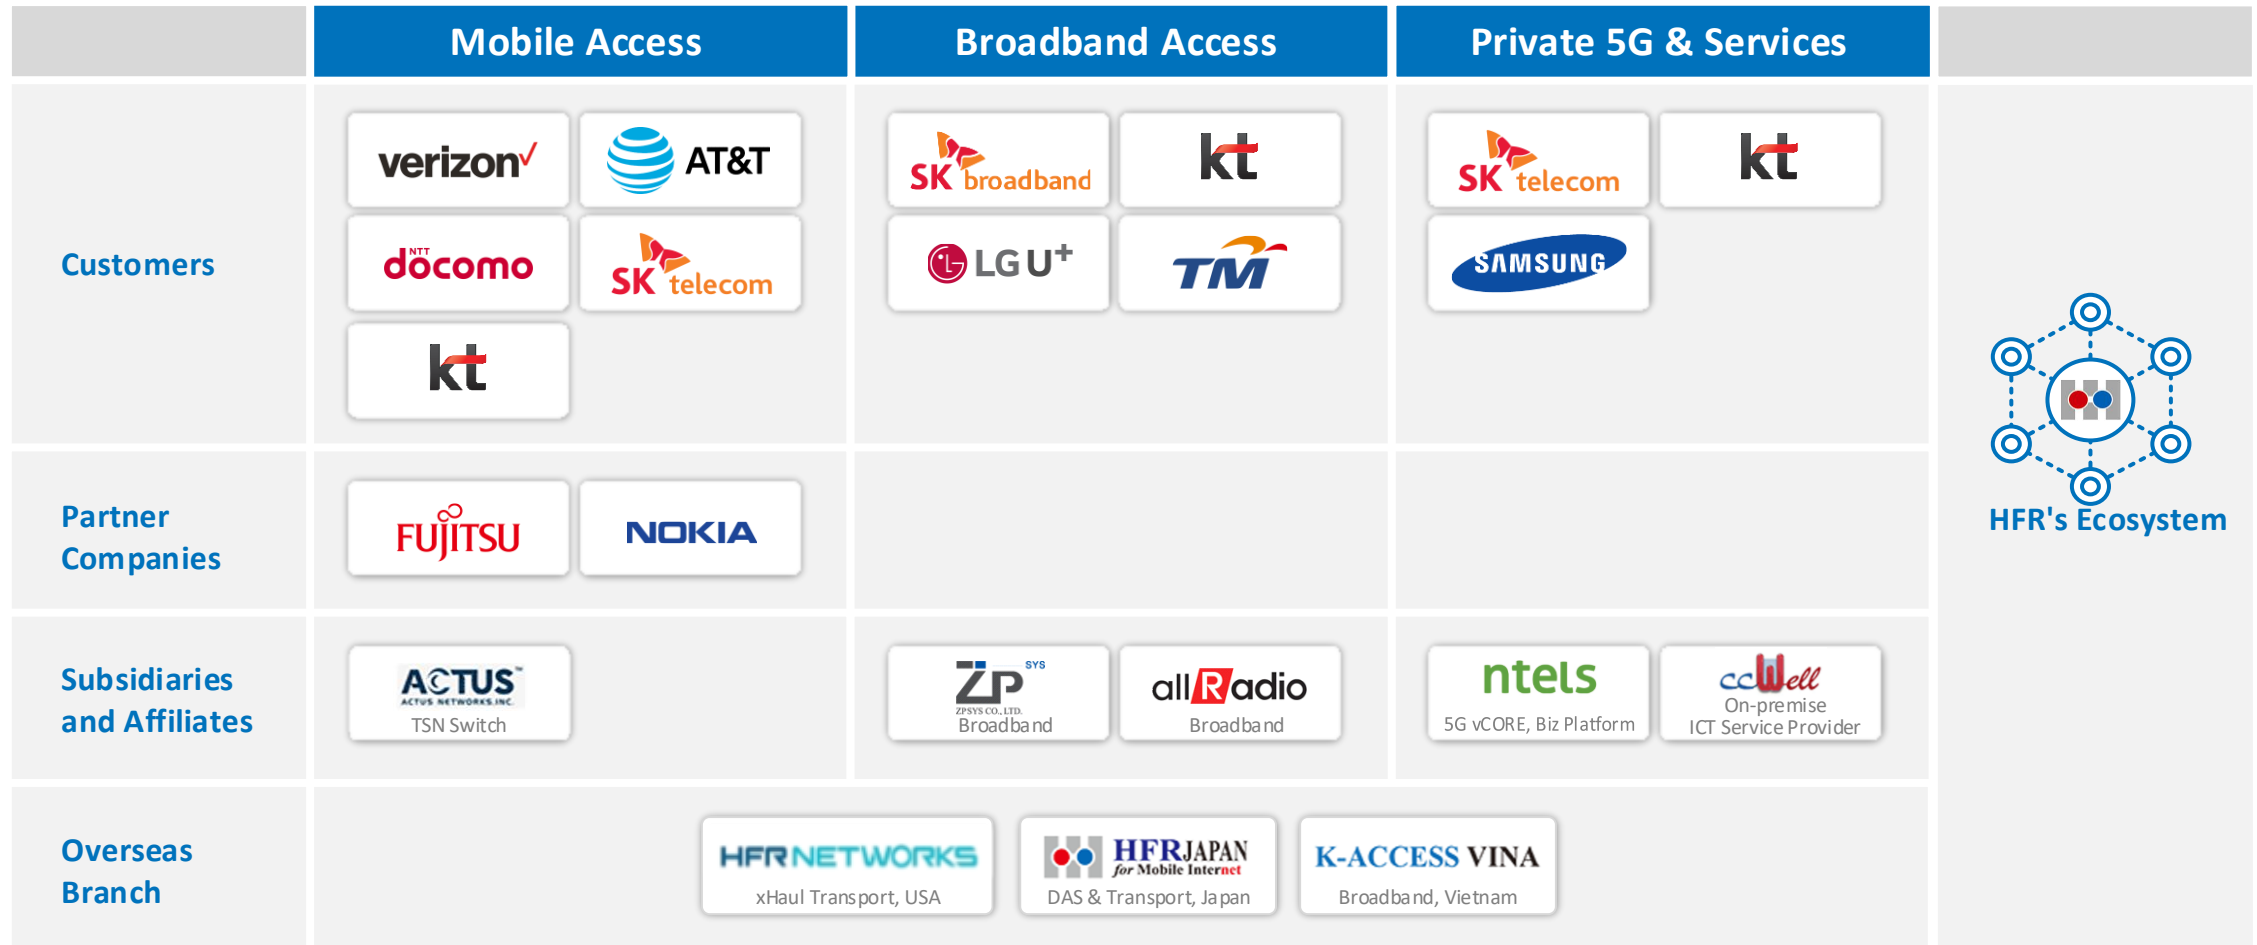 Mobile Access
Broadband Access
Private 5G & Services
Customers
verizon
AT&T
SK broadband
kt
SK telecom
kt
NTT
döcomo
SK telecom
LG U+
TM
SAMSUNG
kt
Partner
Companies
FUJITSU
NOKIA
HFR's Ecosystem
Subsidiaries
and Affiliates
ACTUS™
ACTUS NETWORKS.INC.
TSN Switch
ZP SYS
ZPSYS CO., LTD.
Broadband
allRadio
Broadband
ntels
5G vCORE, Biz Platform
ccWell
On-premise
ICT Service Provider
Overseas
Branch
HFR NETWORKS
xHaul Transport, USA
HFR JAPAN
for Mobile Internet
DAS & Transport, Japan
K-ACCESS VINA
Broadband, Vietnam